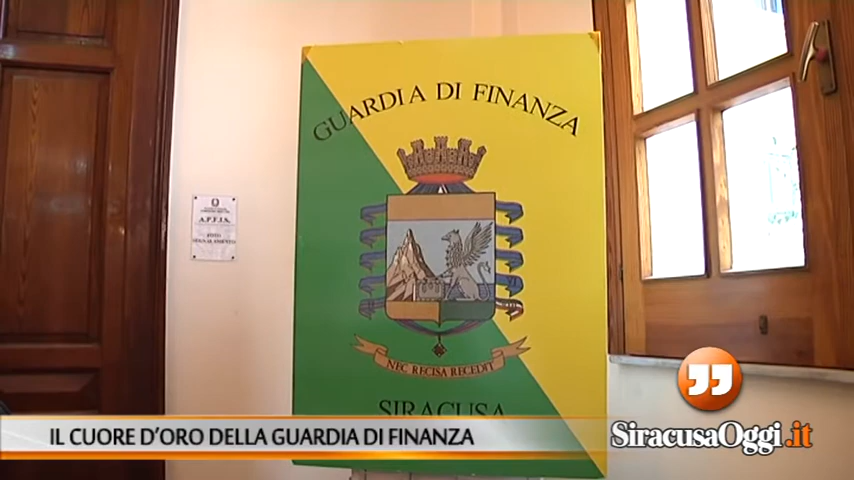 GUARDIA DI FINANZA
A.P.F.I.S.
NEC RECISA RECEDIT
SIRACUSA
IL CUORE D'ORO DELLA GUARDIA DI FINANZA
SiracusaOggi.it